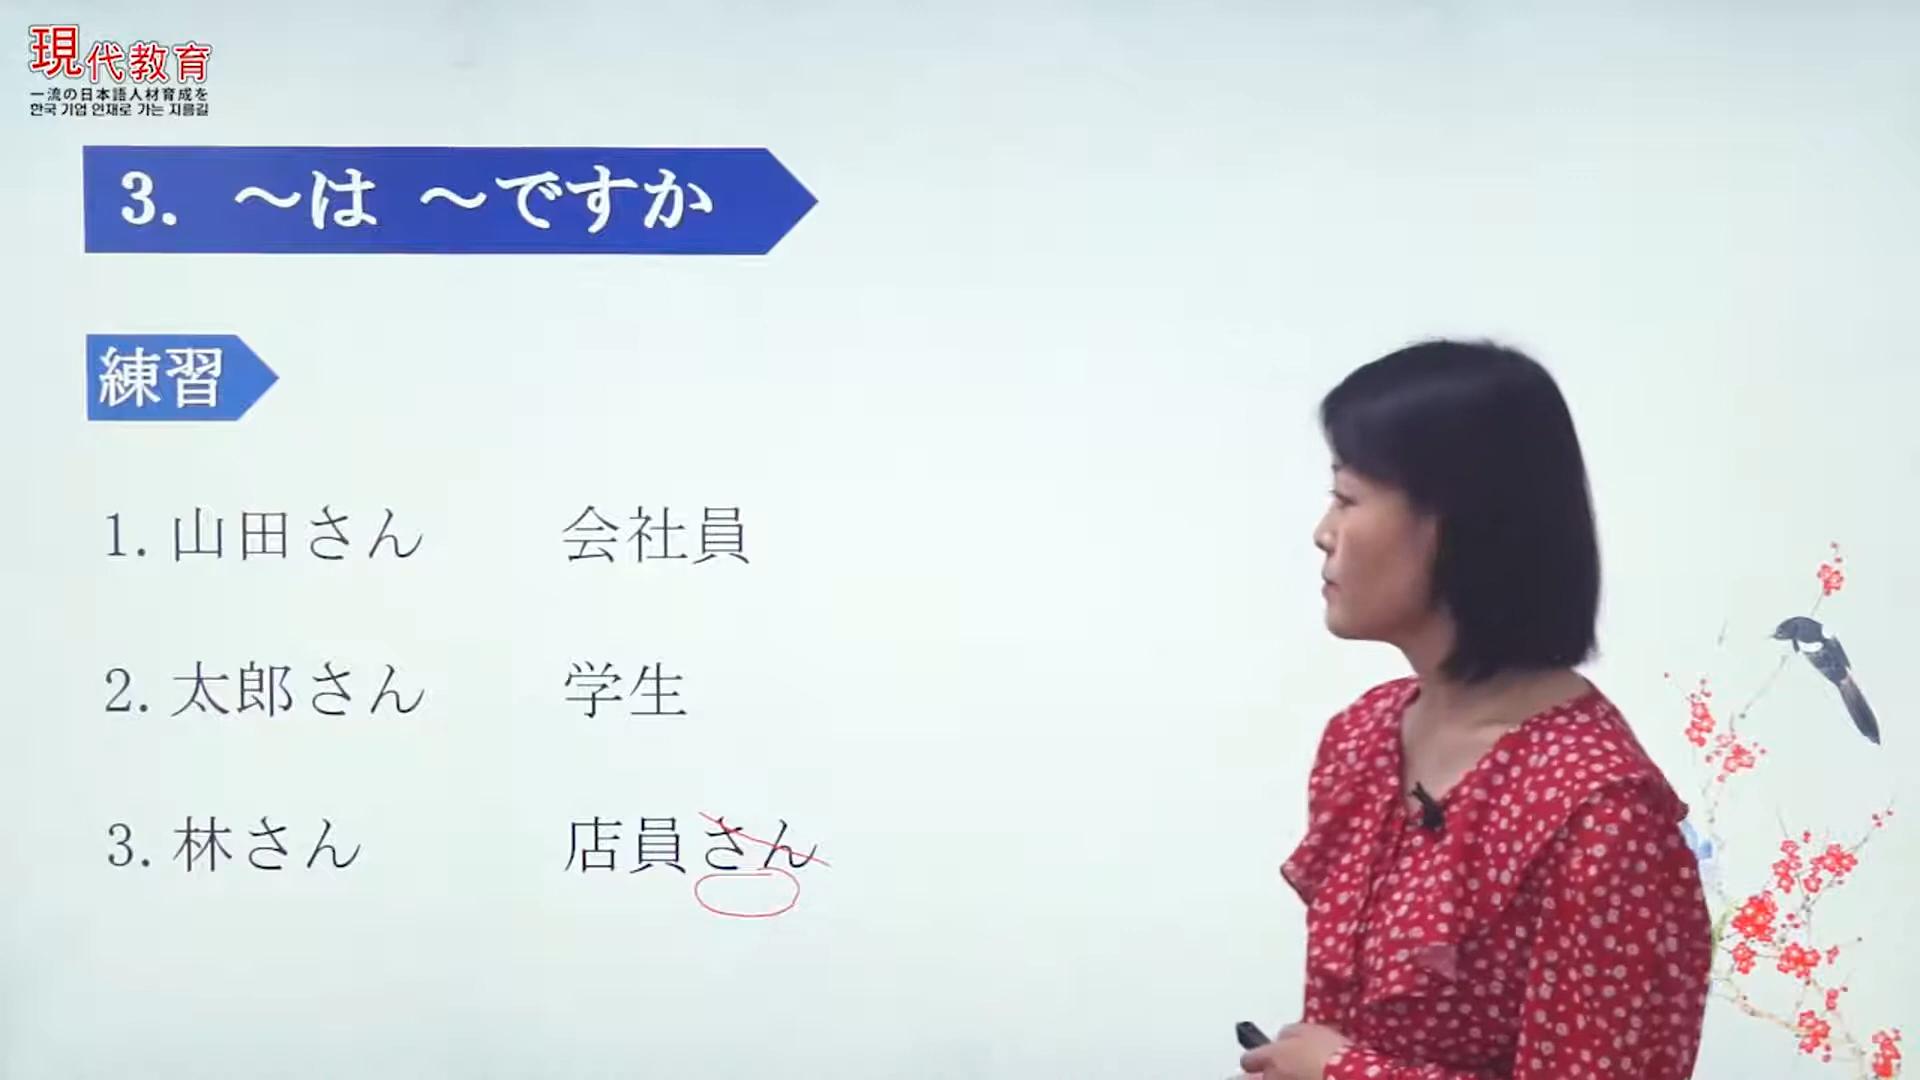 現代教育
一流の日本語人材育成を
한국 기업 인재로 가는 지름길
3. ～は ～ですか
練習
1. 山田さん 会社員
2. 太郎さん 学生
3. 林さん 店員さん